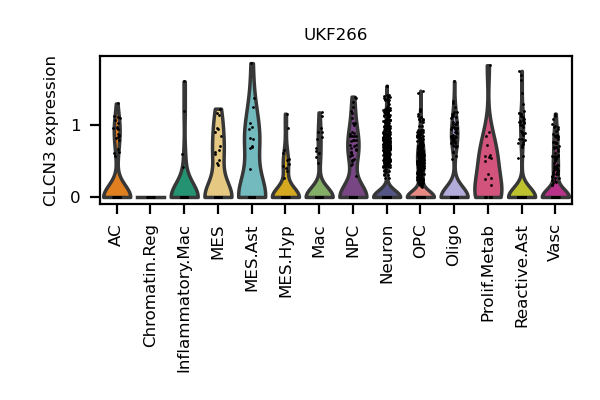 UKF266
CLCN3 expression
1
0
AC
Chromatin.Reg
Inflammatory.Mac
MES
MES.Ast
MES.Hyp
Mac
NPC
Neuron
OPC
Oligo
Prolif.Metab
Reactive.Ast
Vasc